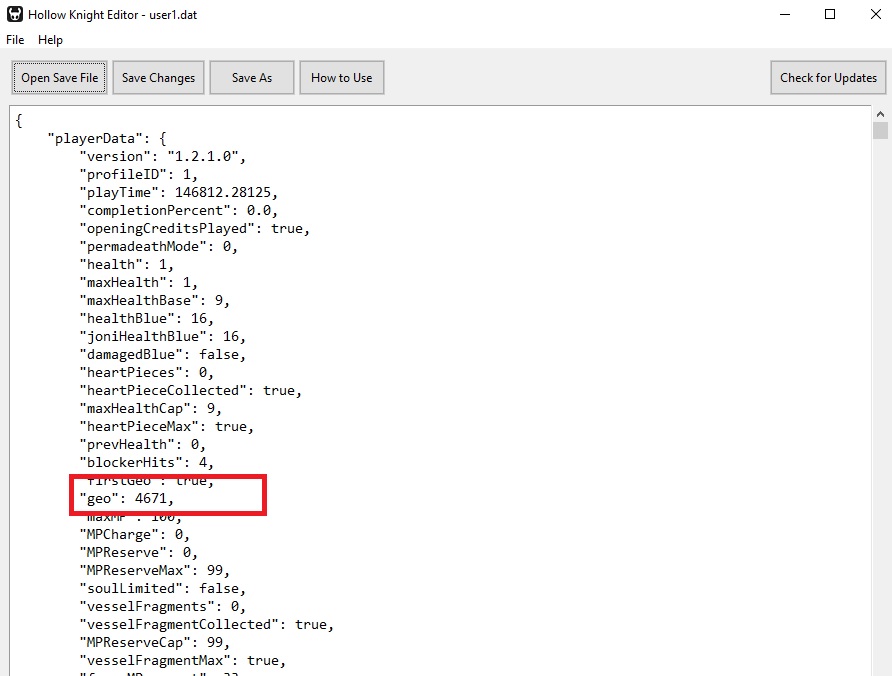 Hollow Knight Editor - user1.dat
File Help
Open Save File Save Changes Save As How to Use Check for Updates
{
"playerData": {
"version": "1.2.1.0",
"profileID": 1,
"playTime": 146812.28125,
"completionPercent": 0.0,
"openingCreditsPlayed": true,
"permadeathMode": 0,
"health": 1,
"maxHealth": 1,
"maxHealthBase": 9,
"healthBlue": 16,
"joniHealthBlue": 16,
"damagedBlue": false,
"heartPieces": 0,
"heartPieceCollected": true,
"maxHealthCap": 9,
"heartPieceMax": true,
"prevHealth": 0,
"blockerHits": 4,
"firstGeo": true,
"geo": 4671,
"maxMP": 100,
"MPCharge": 0,
"MPReserve": 0,
"MPReserveMax": 99,
"soulLimited": false,
"vesselFragments": 0,
"vesselFragmentCollected": true,
"MPReserveCap": 99,
"vesselFragmentMax": true,